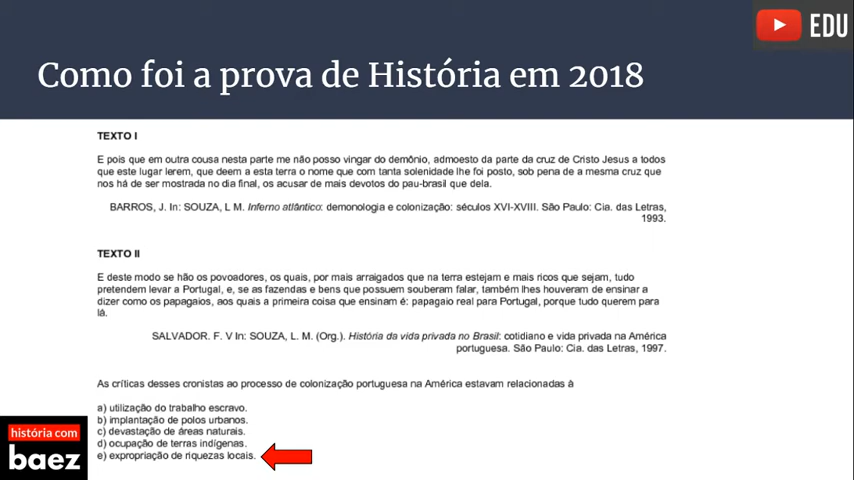 EDU
Como foi a prova de História em 2018
TEXTO I
E pois que em outra cousa nesta parte me não posso vingar do demônio, admoesto da parte da cruz de Cristo Jesus a todos
que este lugar lerem, que deem a esta terra o nome que com tanta solenidade lhe foi posto, sob pena de a mesma cruz que
nos há de ser mostrada no dia final, os acusar de mais devotos do pau-brasil que dela.
BARROS, J. In: SOUZA, L M. Inferno atlântico: demonologia e colonização: séculos XVI-XVIII. São Paulo: Cia. das Letras,
1993.
TEXTO II
E deste modo se hão os povoadores, os quais, por mais arraigados que na terra estejam e mais ricos que sejam, tudo
pretendem levar a Portugal, e, se as fazendas e bens que possuem souberam falar, também lhes houveram de ensinar a
dizer como os papagaios, aos quais a primeira coisa que ensinam é: papagaio real para Portugal, porque tudo querem para
lá.
SALVADOR. F. V In: SOUZA, L. M. (Org.). História da vida privada no Brasil: cotidiano e vida privada na América
portuguesa. São Paulo: Cia. das Letras, 1997.
As críticas desses cronistas ao processo de colonização portuguesa na América estavam relacionadas à
a) utilização do trabalho escravo.
b) implantação de polos urbanos.
c) devastação de áreas naturais.
d) ocupação de terras indígenas.
e) expropriação de riquezas locais.
história com
baez